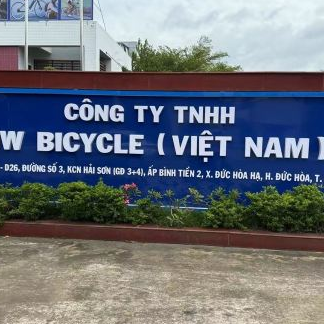 CÔNG TY TNHH
W BICYCLE ( VIỆT NAM )
- D26, ĐƯỜNG SỐ 3, KCN HẢI SƠN (GĐ 3+4), ẤP BÌNH TIỀN 2, X. ĐỨC HÒA HẠ, H. ĐỨC HÒA, T.